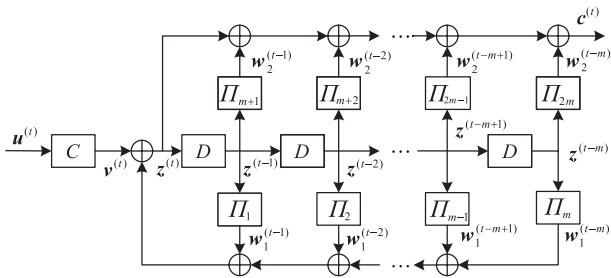 c^{(t)}
w_2^{(t-1)} w_2^{(t-2)} ... w_2^{(t-m+1)} w_2^{(t-m)}
Π_{m+1} Π_{m+2} Π_{2m-1} Π_{2m}
u^{(t)} C v^{(t)} z^{(t)} D z^{(t-1)} D z^{(t-2)} ... z^{(t-m+1)} D z^{(t-m)}
Π_1 Π_2 Π_{m-1} Π_m
w_1^{(t-1)} w_1^{(t-2)} ... w_1^{(t-m+1)} w_1^{(t-m)}